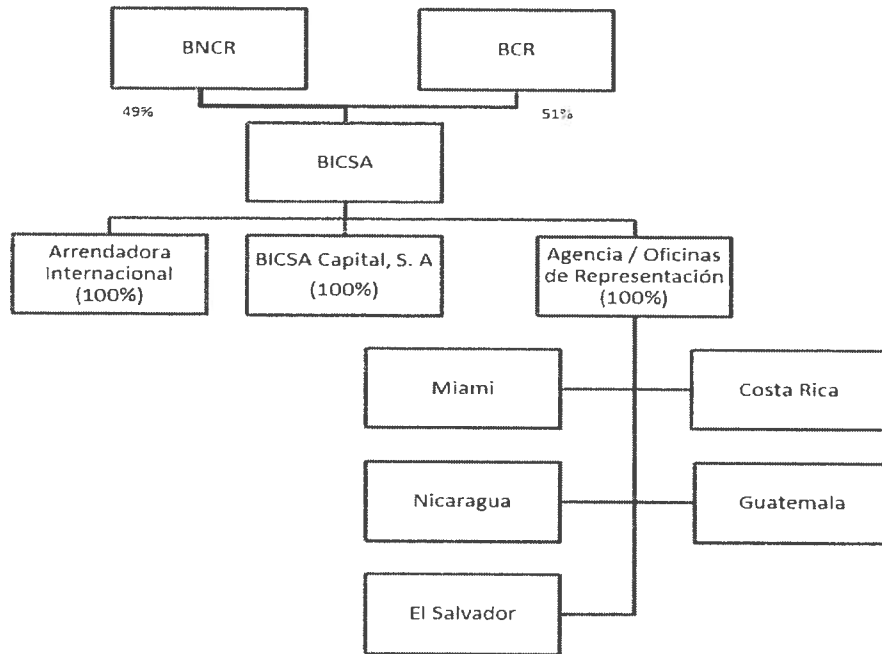 BNCR
BCR
49%
51%
BICSA
Arrendadora
Internacional
(100%)
BICSA Capital, S. A
(100%)
Agencia / Oficinas
de Representación
(100%)
Miami
Costa Rica
Nicaragua
Guatemala
El Salvador